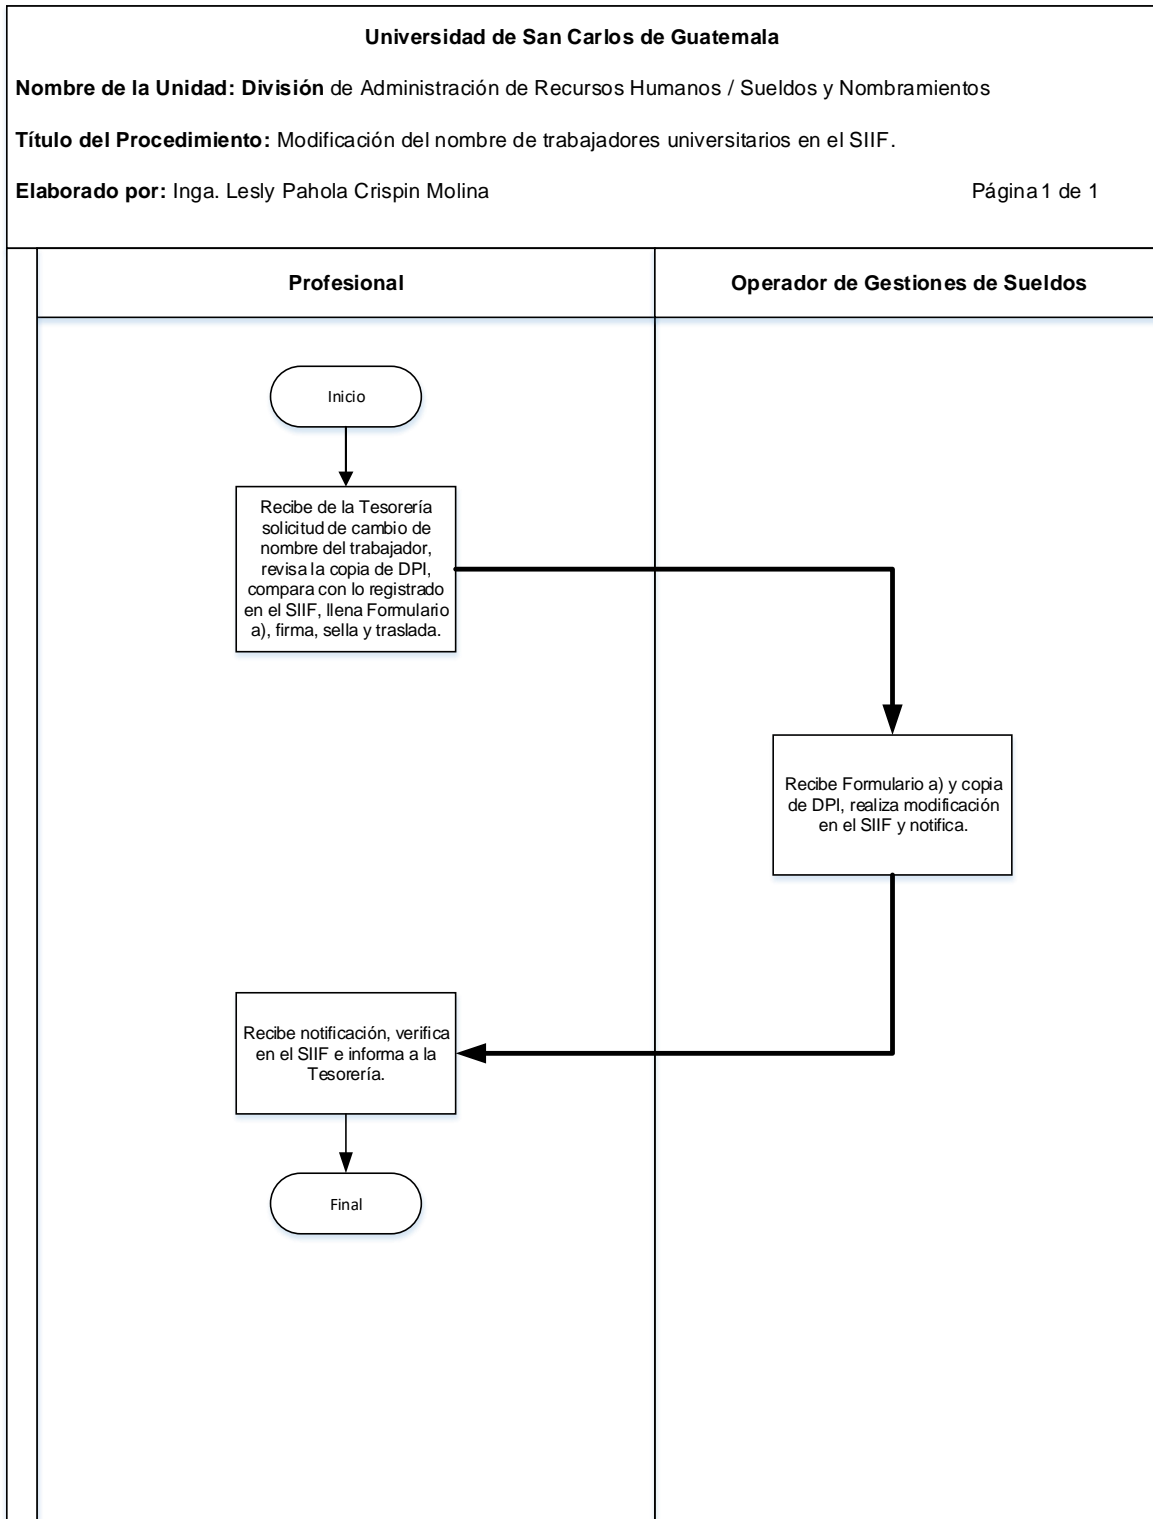 Universidad de San Carlos de Guatemala
Nombre de la Unidad: División de Administración de Recursos Humanos / Sueldos y Nombramientos
Título del Procedimiento: Modificación del nombre de trabajadores universitarios en el SIIF.
Elaborado por: Inga. Lesly Pahola Crispin Molina Página 1 de 1
Profesional
Operador de Gestiones de Sueldos
Inicio
Recibe de la Tesorería
solicitud de cambio de
nombre del trabajador,
revisa la copia de DPI,
compara con lo registrado
en el SIIF, llena Formulario
a), firma, sella y traslada.
Recibe Formulario a) y copia
de DPI, realiza modificación
en el SIIF y notifica.
Recibe notificación, verifica
en el SIIF e informa a la
Tesorería.
Final